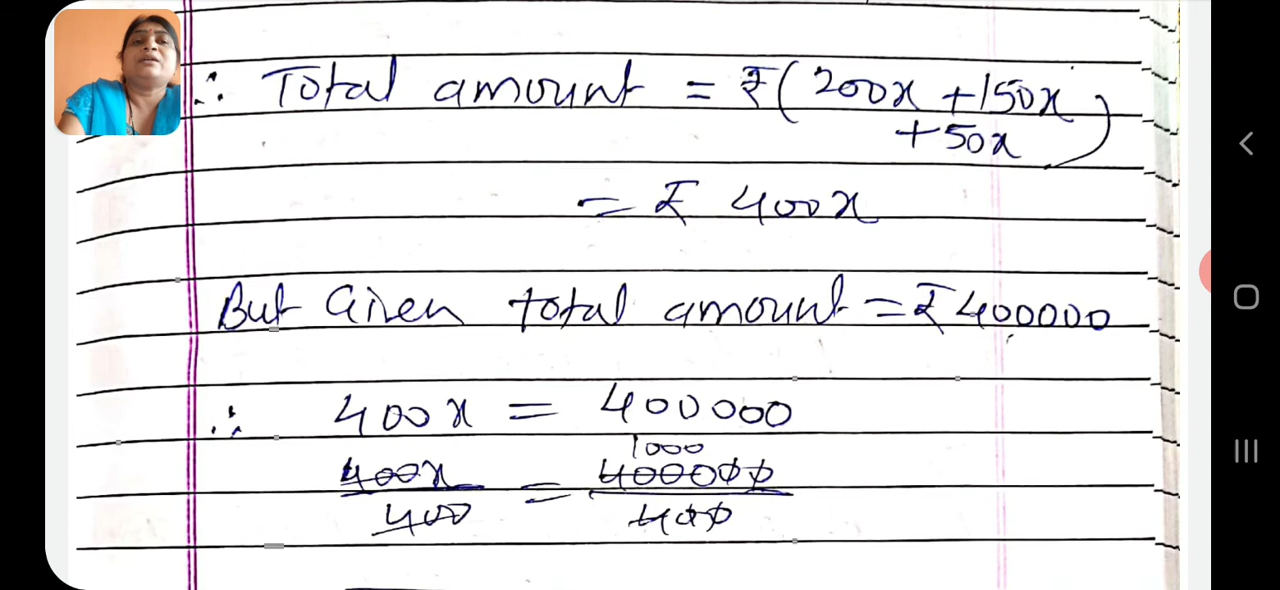 ∴ Total amount = ₹(200x +150x
+50x)
= ₹ 400x
But Given total amount = ₹400000
∴ 400x = 400000
1000
400x/400 = 400000/400